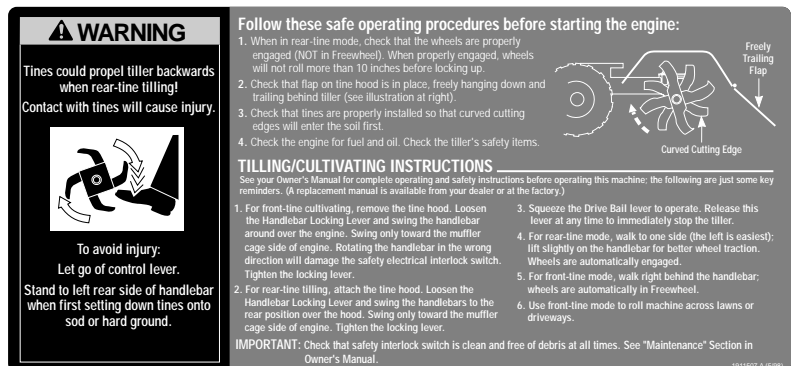 WARNING
Tines could propel tiller backwards
when rear-tine tilling!
Contact with tines will cause injury.
To avoid injury:
Let go of control lever.
Stand to left rear side of handlebar
when first setting down tines onto
sod or hard ground.
Follow these safe operating procedures before starting the engine:
1. When in rear-tine mode, check that the wheels are properly
engaged (NOT in Freewheel). When properly engaged, wheels
will not roll more than 10 inches before locking up.
2. Check that flap on tine hood is in place, freely hanging down and
trailing behind tiller (see illustration at right).
3. Check that tines are properly installed so that curved cutting
edges will enter the soil first.
4. Check the engine for fuel and oil. Check the tiller's safety items.
Freely
Trailing
Flap
Curved Cutting Edge
TILLING/CULTIVATING INSTRUCTIONS
See your Owner's Manual for complete operating and safety instructions before operating this machine; the following are just some key
reminders. (A replacement manual is available from your dealer or at the factory.)
1. For front-tine cultivating, remove the tine hood. Loosen
the Handlebar Locking Lever and swing the handlebar
around over the engine. Swing only toward the muffler
cage side of engine. Rotating the handlebar in the wrong
direction will damage the safety electrical interlock switch.
Tighten the locking lever.
2. For rear-tine tilling, attach the tine hood. Loosen the
Handlebar Locking Lever and swing the handlebars to the
rear position over the hood. Swing only toward the muffler
cage side of engine. Tighten the locking lever.
3. Squeeze the Drive Bail lever to operate. Release this
lever at any time to immediately stop the tiller.
4. For rear-tine mode, walk to one side (the left is easiest);
lift slightly on the handlebar for better wheel traction.
Wheels are automatically engaged.
5. For front-tine mode, walk right behind the handlebar;
wheels are automatically in Freewheel.
6. Use front-tine mode to roll machine across lawns or
driveways.
IMPORTANT: Check that safety interlock switch is clean and free of debris at all times. See "Maintenance" Section in
Owner's Manual.